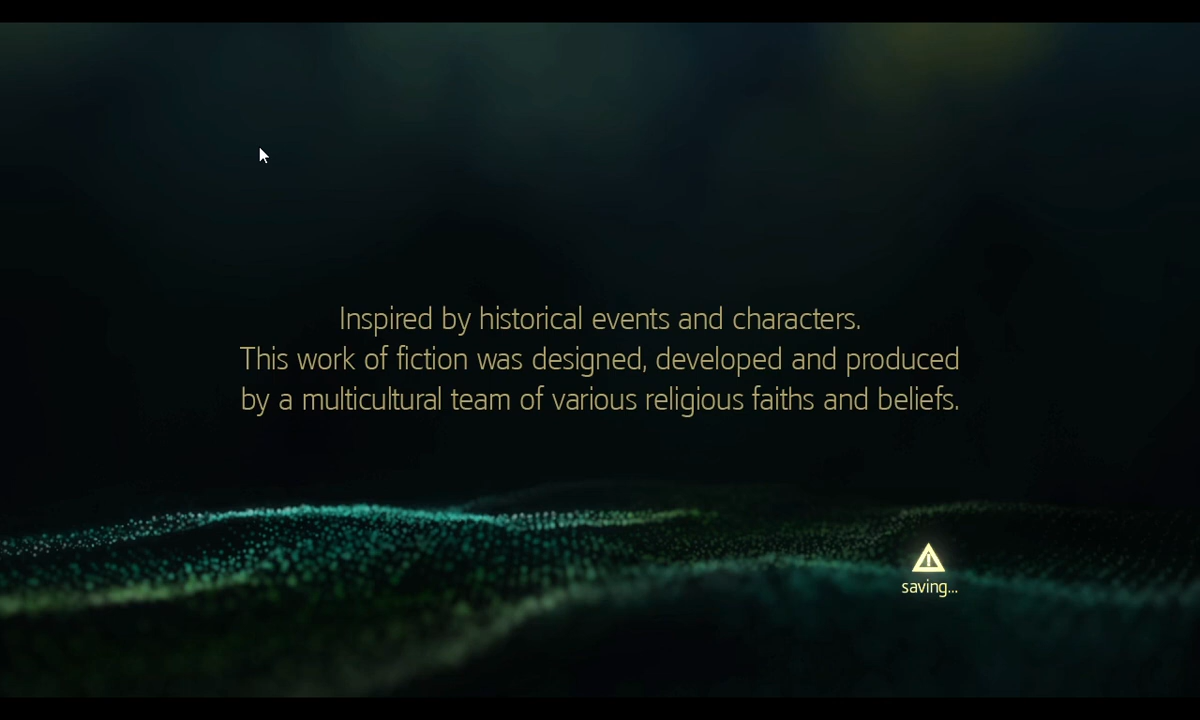 Inspired by historical events and characters.
This work of fiction was designed, developed and produced
by a multicultural team of various religious faiths and beliefs.
saving...